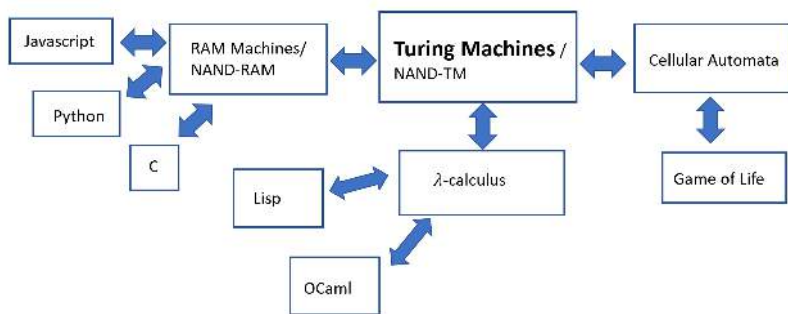 Javascript
RAM Machines/
NAND-RAM
Turing Machines /
NAND-TM
Cellular Automata
Python
C
λ-calculus
Game of Life
Lisp
OCaml